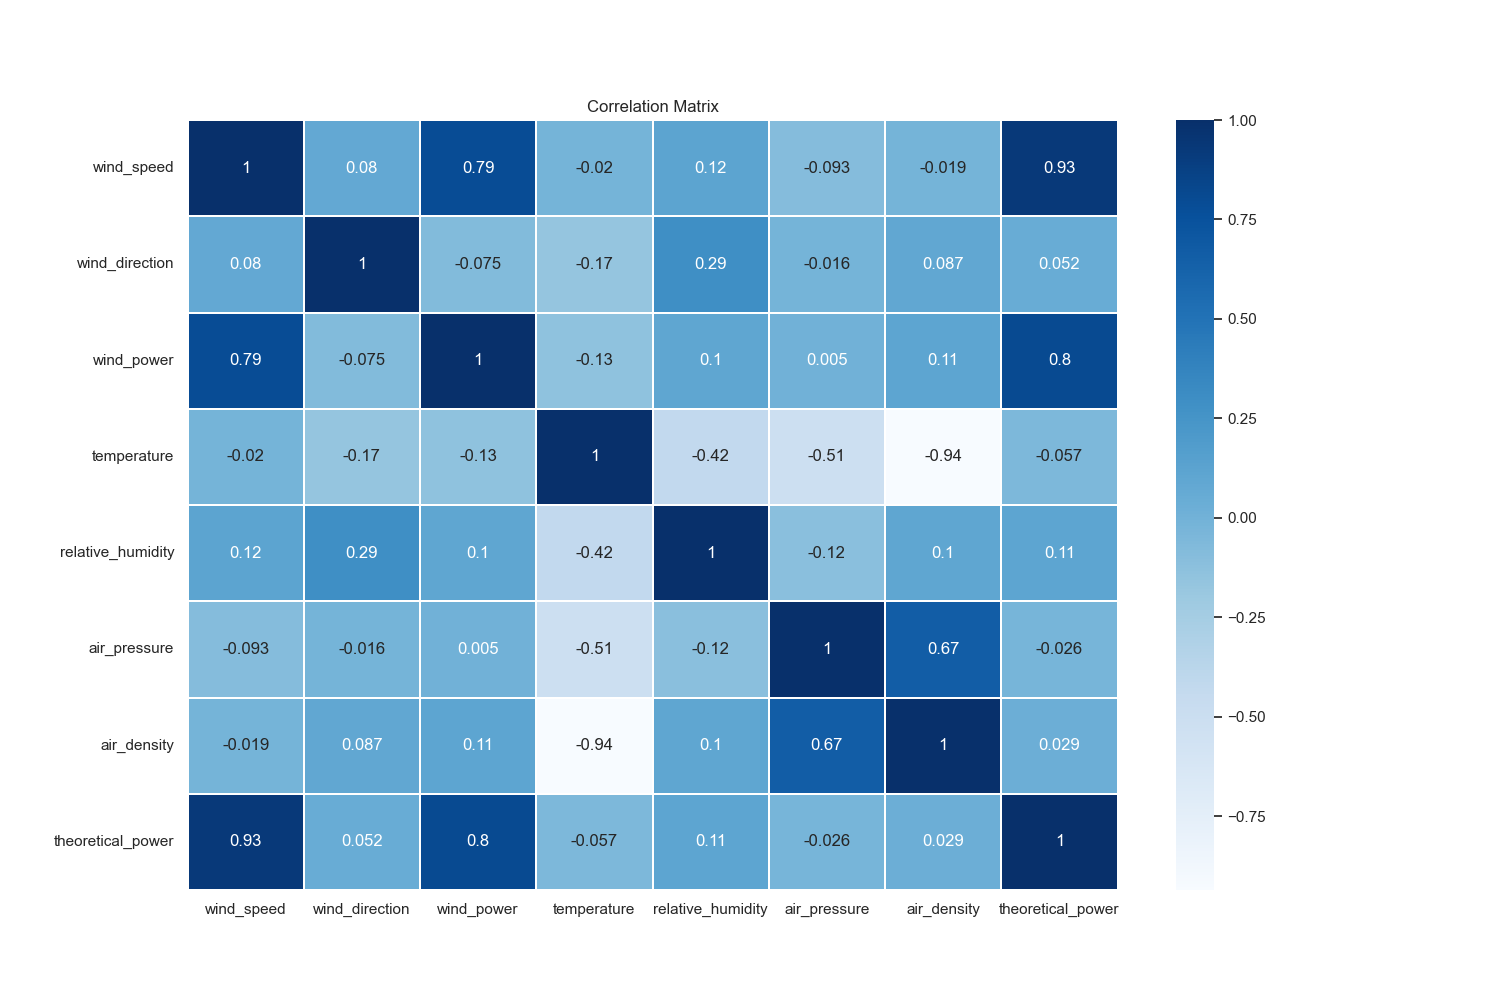 Correlation Matrix
wind_speed 1 0.08 0.79 -0.02 0.12 -0.093 -0.019 0.93
wind_direction 0.08 1 -0.075 -0.17 0.29 -0.016 0.087 0.052
wind_power 0.79 -0.075 1 -0.13 0.1 0.005 0.11 0.8
temperature -0.02 -0.17 -0.13 1 -0.42 -0.51 -0.94 -0.057
relative_humidity 0.12 0.29 0.1 -0.42 1 -0.12 0.1 0.11
air_pressure -0.093 -0.016 0.005 -0.51 -0.12 1 0.67 -0.026
air_density -0.019 0.087 0.11 -0.94 0.1 0.67 1 0.029
theoretical_power 0.93 0.052 0.8 -0.057 0.11 -0.026 0.029 1
wind_speed wind_direction wind_power temperature relative_humidity air_pressure air_density theoretical_power
1.00
0.75
0.50
0.25
0.00
−0.25
−0.50
−0.75